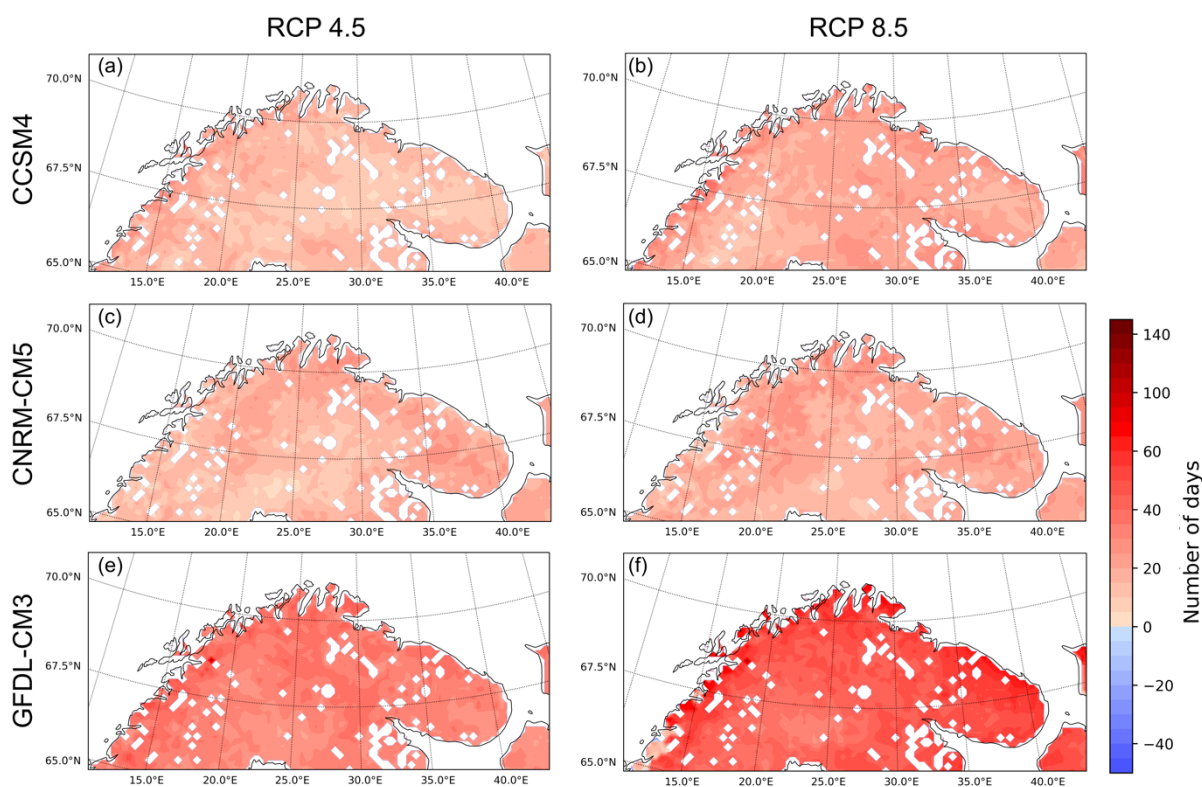 RCP 4.5 RCP 8.5
(a) (b)
CCSM4
70.0°N 70.0°N
67.5°N 67.5°N
65.0°N 65.0°N
15.0°E 20.0°E 25.0°E 30.0°E 35.0°E 40.0°E 15.0°E 20.0°E 25.0°E 30.0°E 35.0°E 40.0°E
(c) (d)
CNRM-CM5
70.0°N 70.0°N
67.5°N 67.5°N
65.0°N 65.0°N
15.0°E 20.0°E 25.0°E 30.0°E 35.0°E 40.0°E 15.0°E 20.0°E 25.0°E 30.0°E 35.0°E 40.0°E
(e) (f)
GFDL-CM3
70.0°N 70.0°N
67.5°N 67.5°N
65.0°N 65.0°N
15.0°E 20.0°E 25.0°E 30.0°E 35.0°E 40.0°E 15.0°E 20.0°E 25.0°E 30.0°E 35.0°E 40.0°E
140
100
60
40
20
0
−20
−40
Number of days